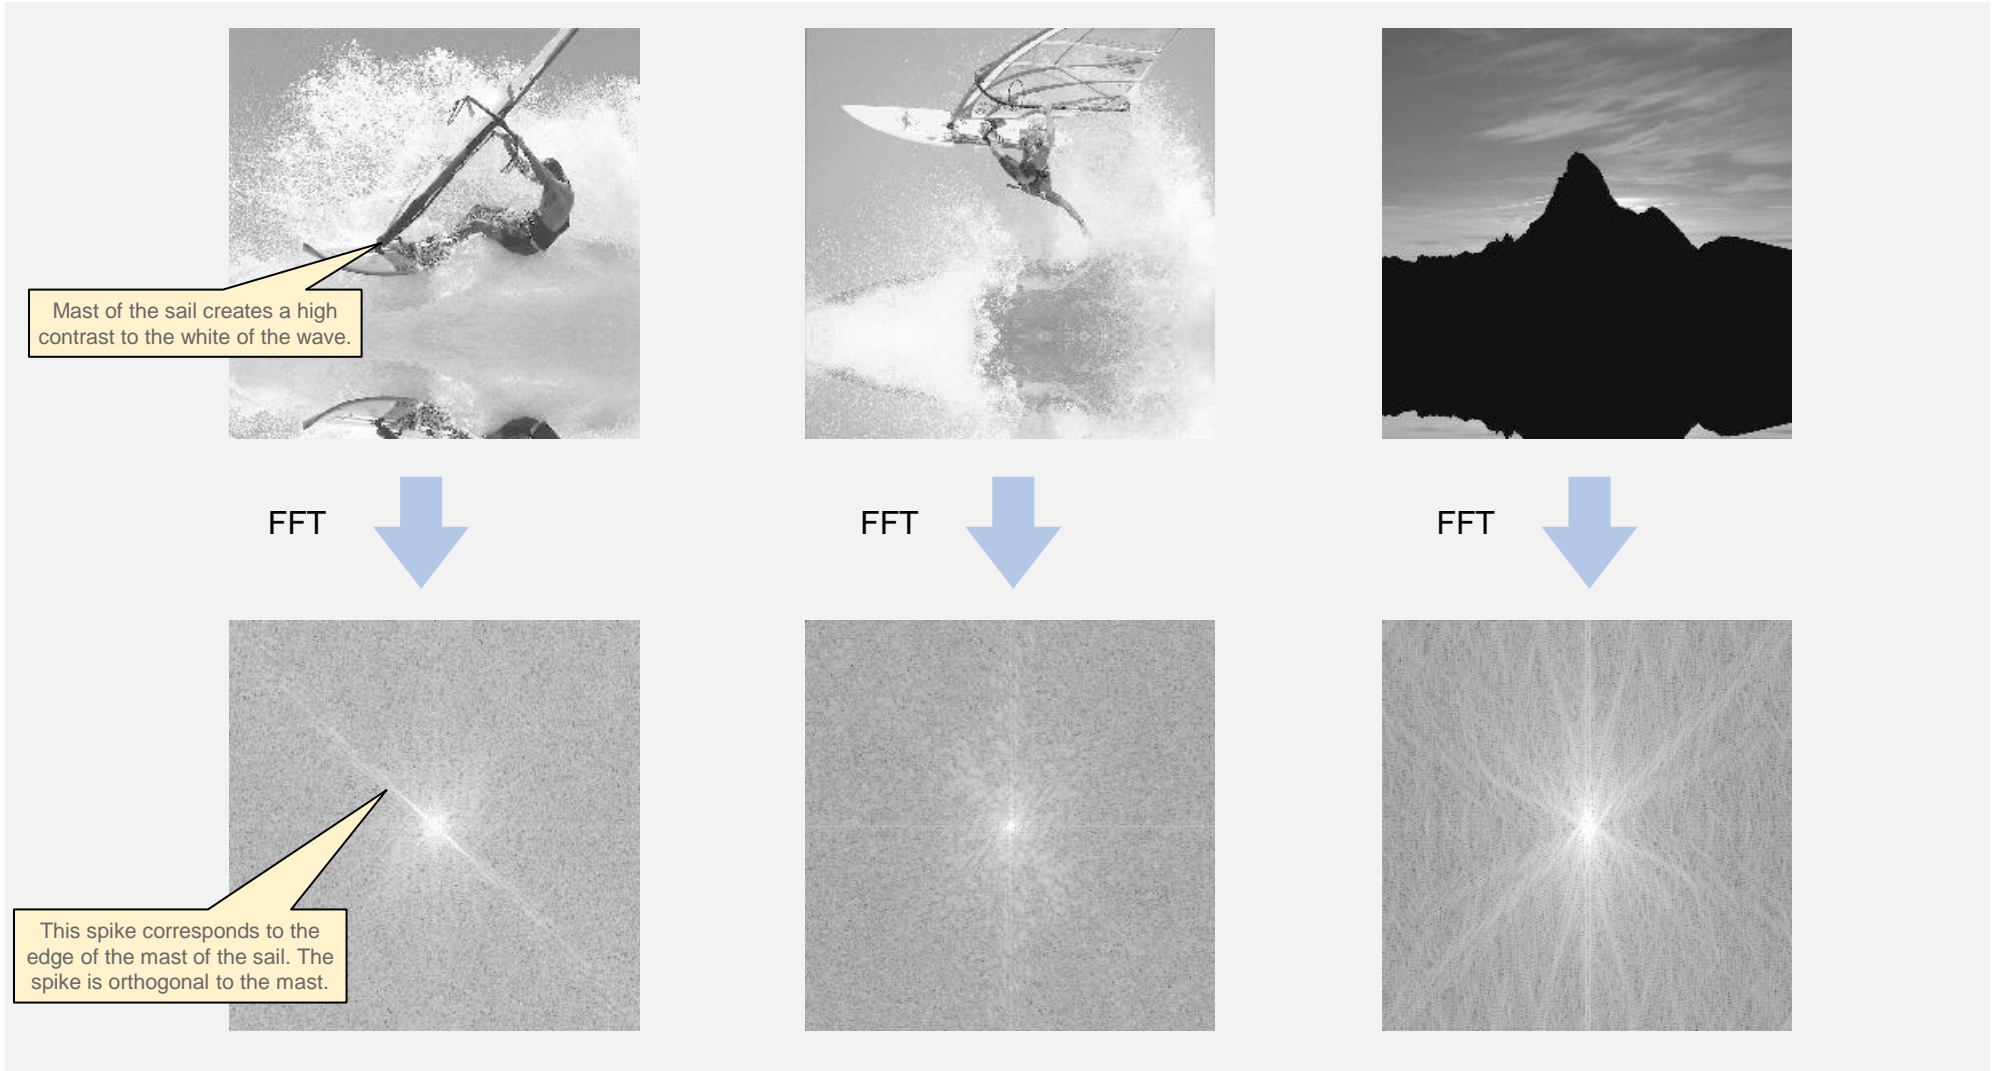 Mast of the sail creates a high
contrast to the white of the wave.
FFT
FFT
FFT
This spike corresponds to the
edge of the mast of the sail. The
spike is orthogonal to the mast.